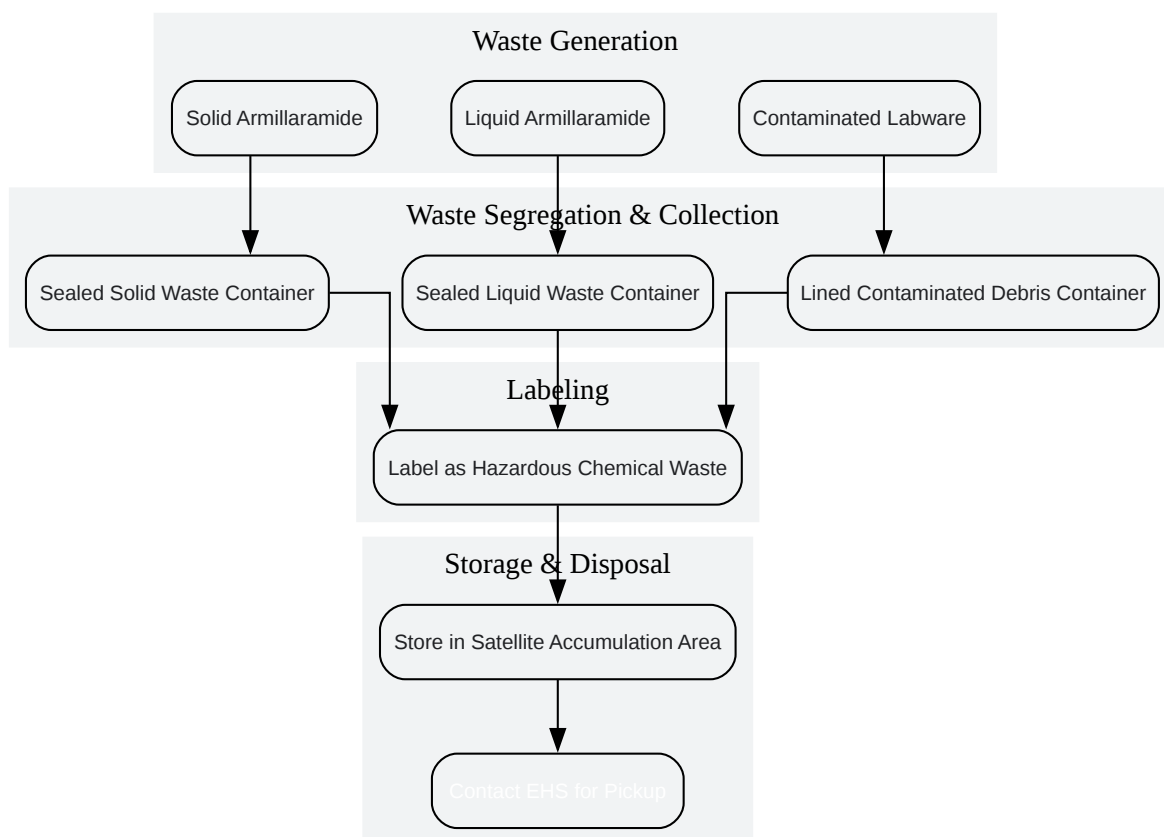 Waste Generation
Solid Armillaramide
Liquid Armillaramide
Contaminated Labware
Waste Segregation & Collection
Sealed Solid Waste Container
Sealed Liquid Waste Container
Lined Contaminated Debris Container
Labeling
Label as Hazardous Chemical Waste
Storage & Disposal
Store in Satellite Accumulation Area
Contact EHS for Pickup